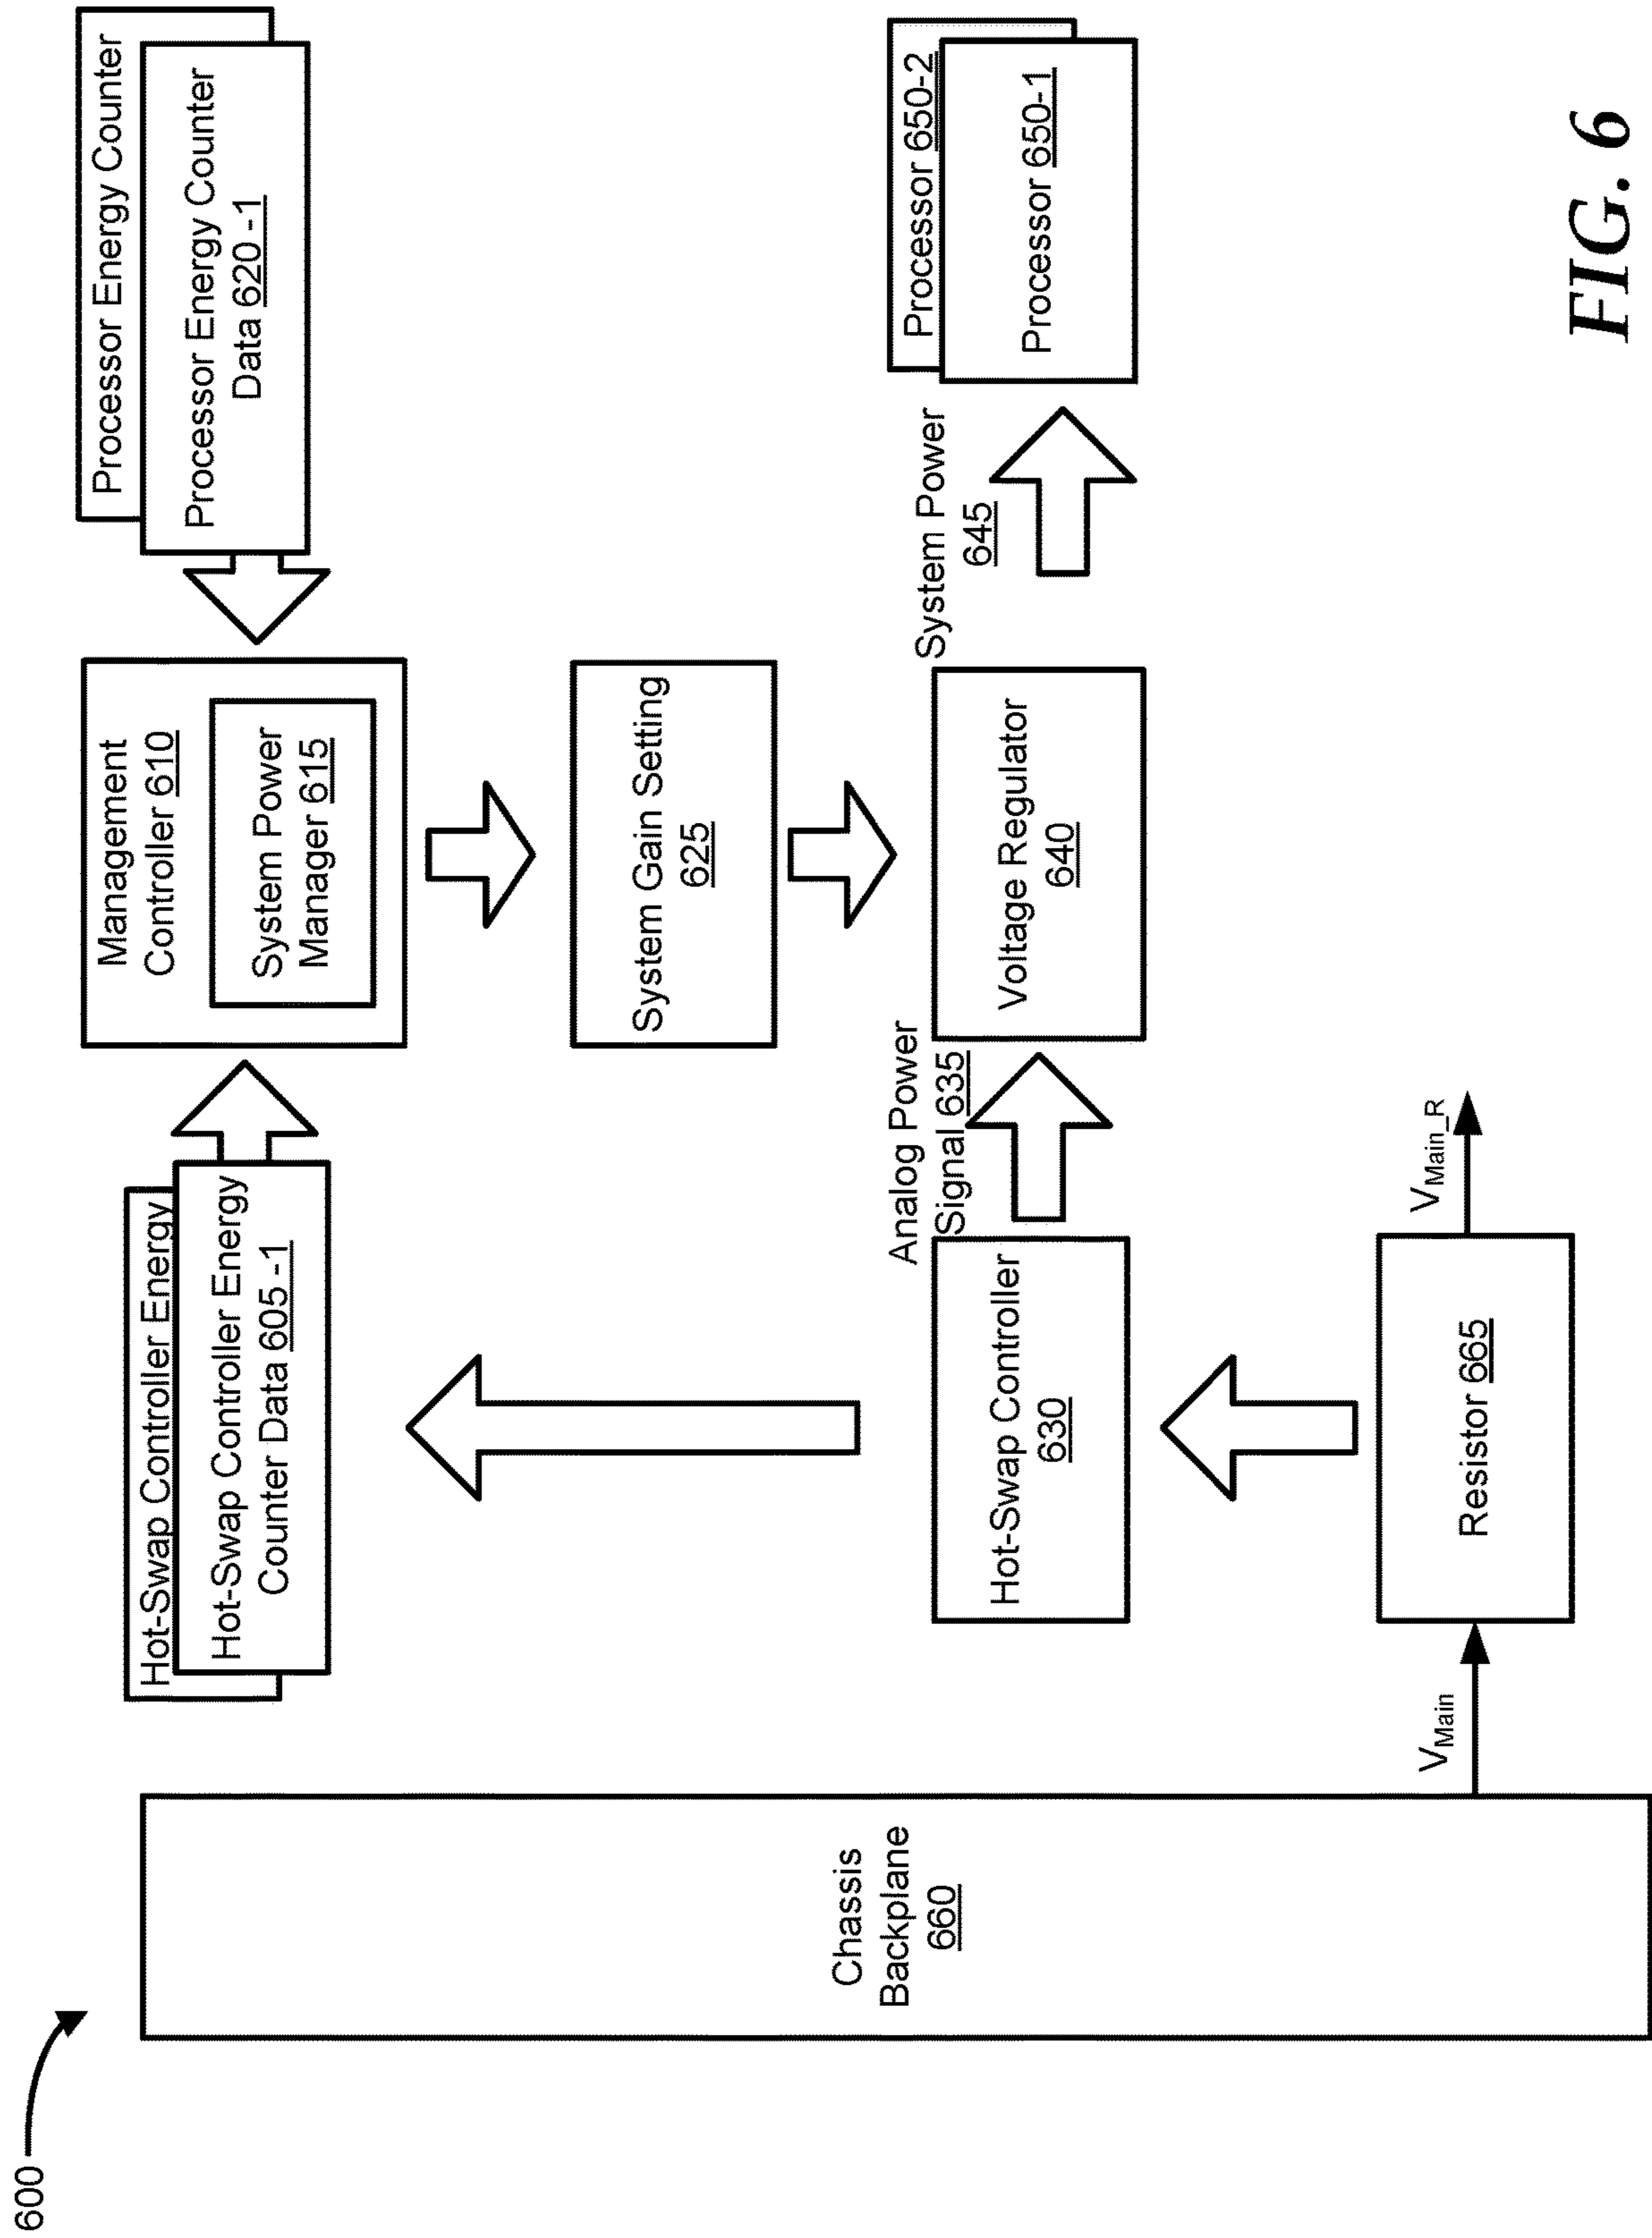 600
Chassis
Backplane
660
Hot-Swap Controller Energy
Hot-Swap Controller Energy
Counter Data 605 -1
Management
Controller 610
System Power
Manager 615
Processor Energy Counter
Processor Energy Counter
Data 620 -1
System Gain Setting
625
Hot-Swap Controller
630
Analog Power
Signal 635
Voltage Regulator
640
System Power
645
Processor 650-2
Processor 650-1
VMain
Resistor 665
VMain_R
FIG. 6